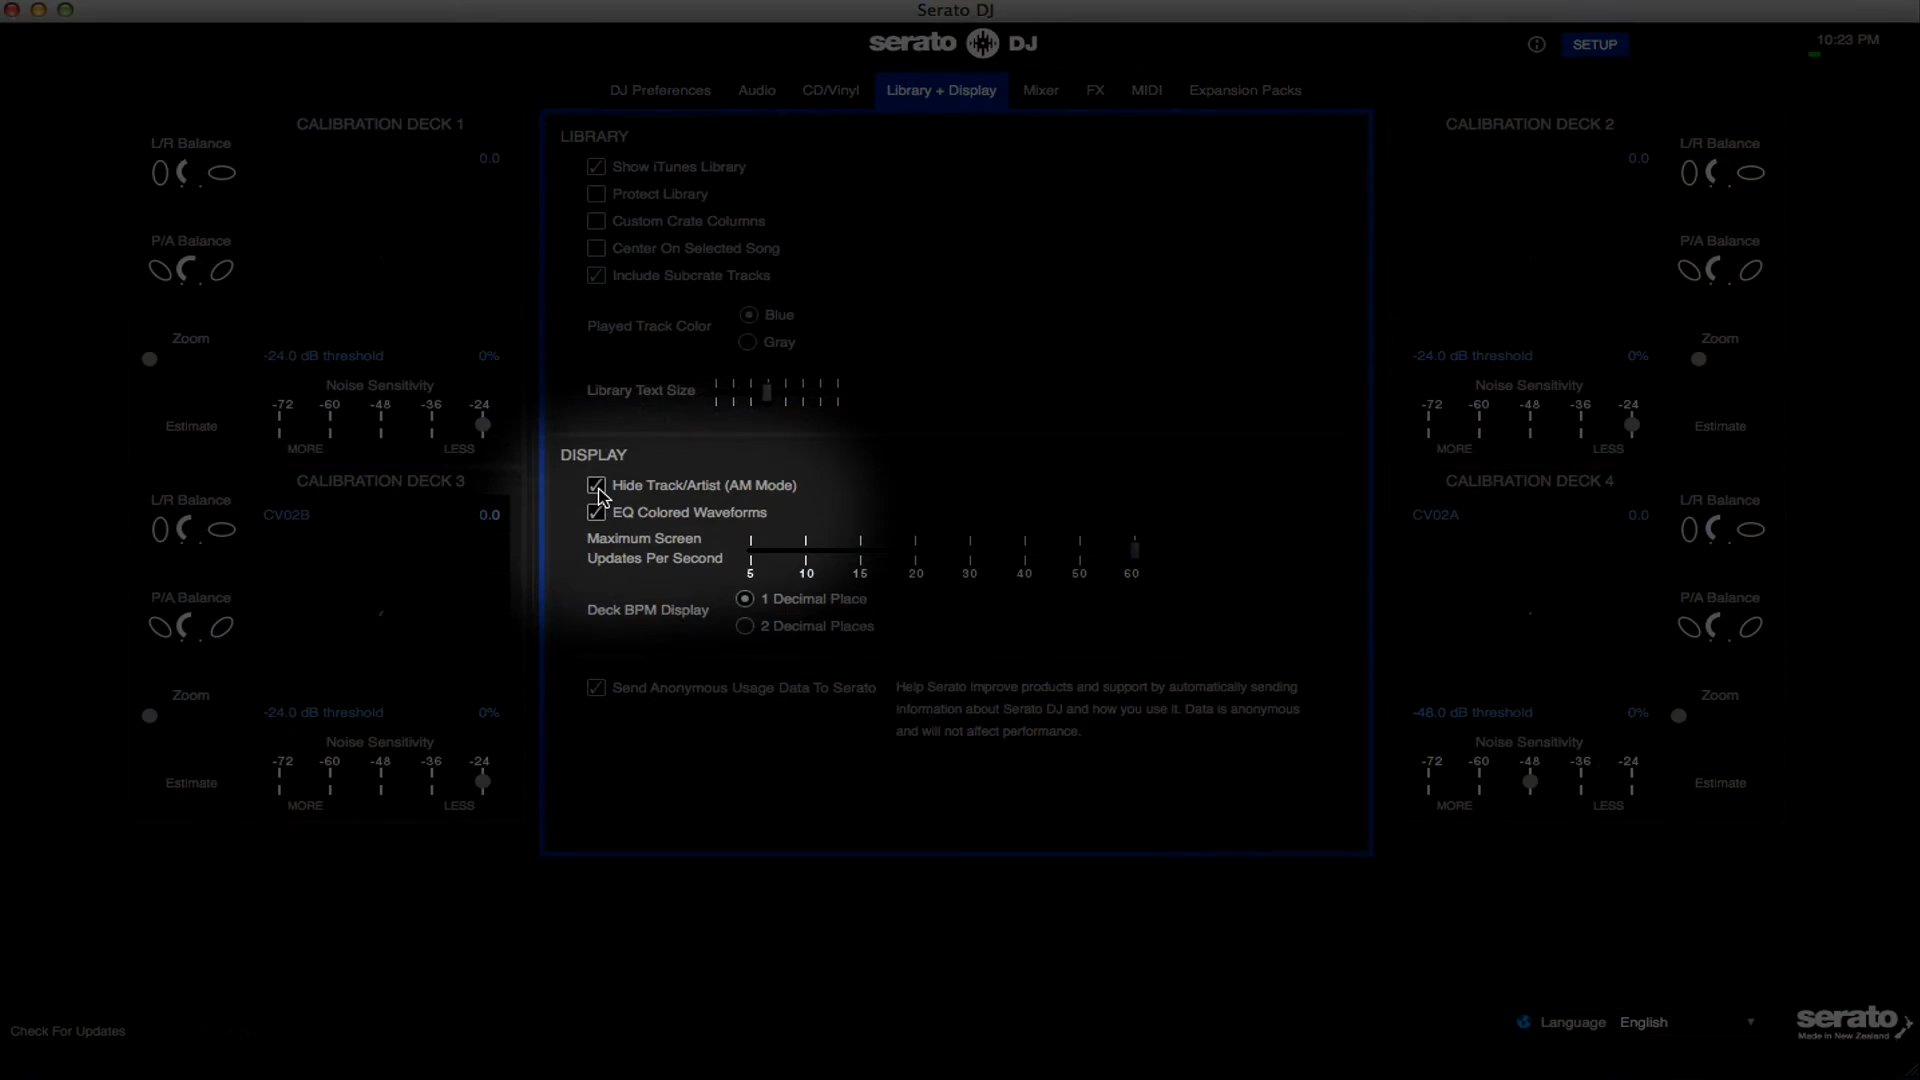 Serato DJ
serato DJ
SETUP
10:23 PM
DJ Preferences
Audio
CD/Vinyl
Library + Display
Mixer
FX
MIDI
Expansion Packs
CALIBRATION DECK 1
L/R Balance
0.0
P/A Balance
Zoom
-24.0 dB threshold
0%
Noise Sensitivity
-72 -60 -48 -36 -24
Estimate
MORE
LESS
CALIBRATION DECK 3
L/R Balance
CV02B
0.0
P/A Balance
Zoom
-24.0 dB threshold
0%
Noise Sensitivity
-72 -60 -48 -36 -24
Estimate
MORE
LESS
LIBRARY
Show iTunes Library
Protect Library
Custom Crate Columns
Center On Selected Song
Include Subcrate Tracks
Played Track Color
Blue
Gray
Library Text Size
DISPLAY
Hide Track/Artist (AM Mode)
EQ Colored Waveforms
Maximum Screen
Updates Per Second
5 10 15 20 30 40 50 60
Deck BPM Display
1 Decimal Place
2 Decimal Places
Send Anonymous Usage Data To Serato
Help Serato improve products and support by automatically sending
information about Serato DJ and how you use it. Data is anonymous
and will not affect performance.
CALIBRATION DECK 2
L/R Balance
0.0
P/A Balance
Zoom
-24.0 dB threshold
0%
Noise Sensitivity
-72 -60 -48 -36 -24
Estimate
MORE
LESS
CALIBRATION DECK 4
L/R Balance
CV02A
0.0
P/A Balance
Zoom
-48.0 dB threshold
0%
Noise Sensitivity
-72 -60 -48 -36 -24
Estimate
MORE
LESS
Check For Updates
Language
English
serato
Made in New Zealand